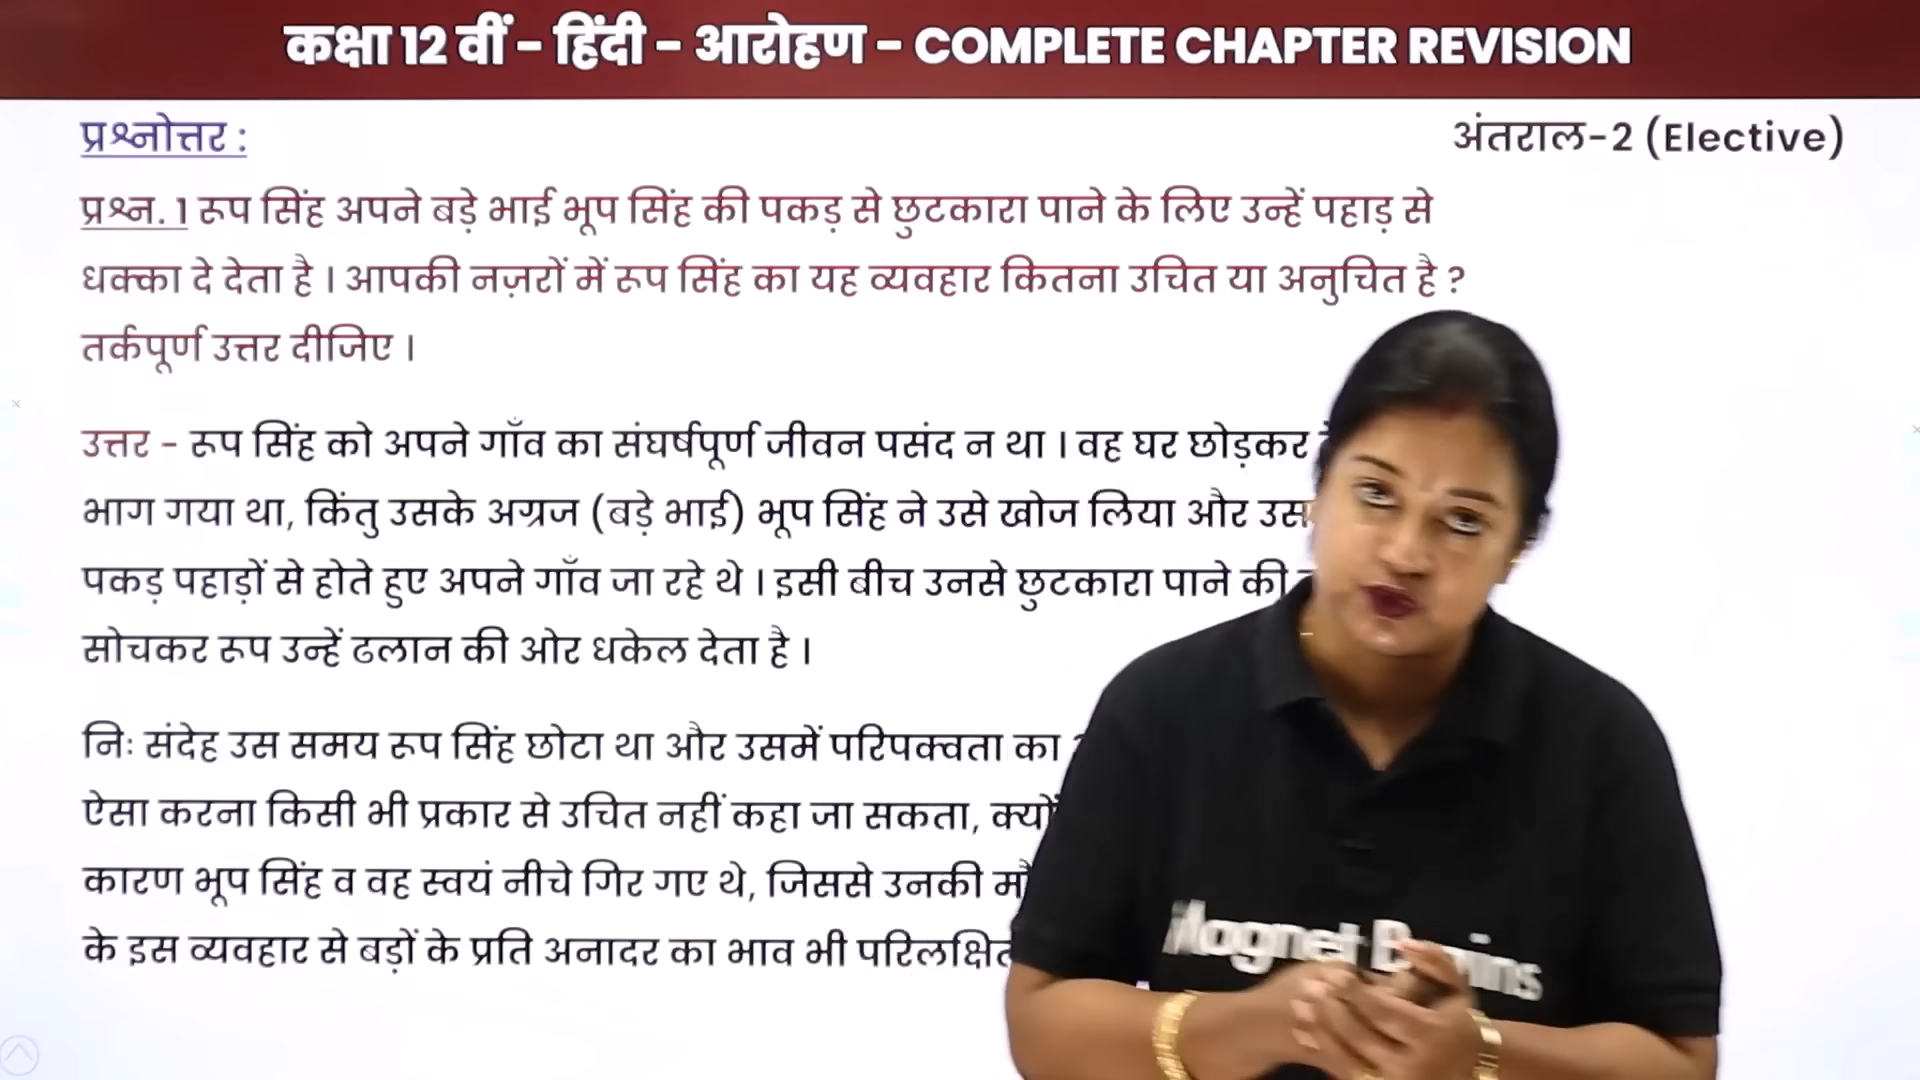 कक्षा 12 वीं - हिंदी - आरोहण - COMPLETE CHAPTER REVISION
प्रश्नोत्तर :
अंतराल-2 (Elective)
प्रश्न. 1 रूप सिंह अपने बड़े भाई भूप सिंह की पकड़ से छुटकारा पाने के लिए उन्हें पहाड़ से
धक्का दे देता है । आपकी नज़रों में रूप सिंह का यह व्यवहार कितना उचित या अनुचित है ?
तर्कपूर्ण उत्तर दीजिए ।
उत्तर - रूप सिंह को अपने गाँव का संघर्षपूर्ण जीवन पसंद न था । वह घर छोड़कर
भाग गया था, किंतु उसके अग्रज (बड़े भाई) भूप सिंह ने उसे खोज लिया और
पकड़ पहाड़ों से होते हुए अपने गाँव जा रहे थे । इसी बीच उनसे छुटकारा पाने की
सोचकर रूप उन्हें ढलान की ओर धकेल देता है ।
निः संदेह उस समय रूप सिंह छोटा था और उसमें परिपक्वता का
ऐसा करना किसी भी प्रकार से उचित नहीं कहा जा सकता,
कारण भूप सिंह व वह स्वयं नीचे गिर गए थे, जिससे उनकी
के इस व्यवहार से बड़ों के प्रति अनादर का भाव भी
Magnet Brains